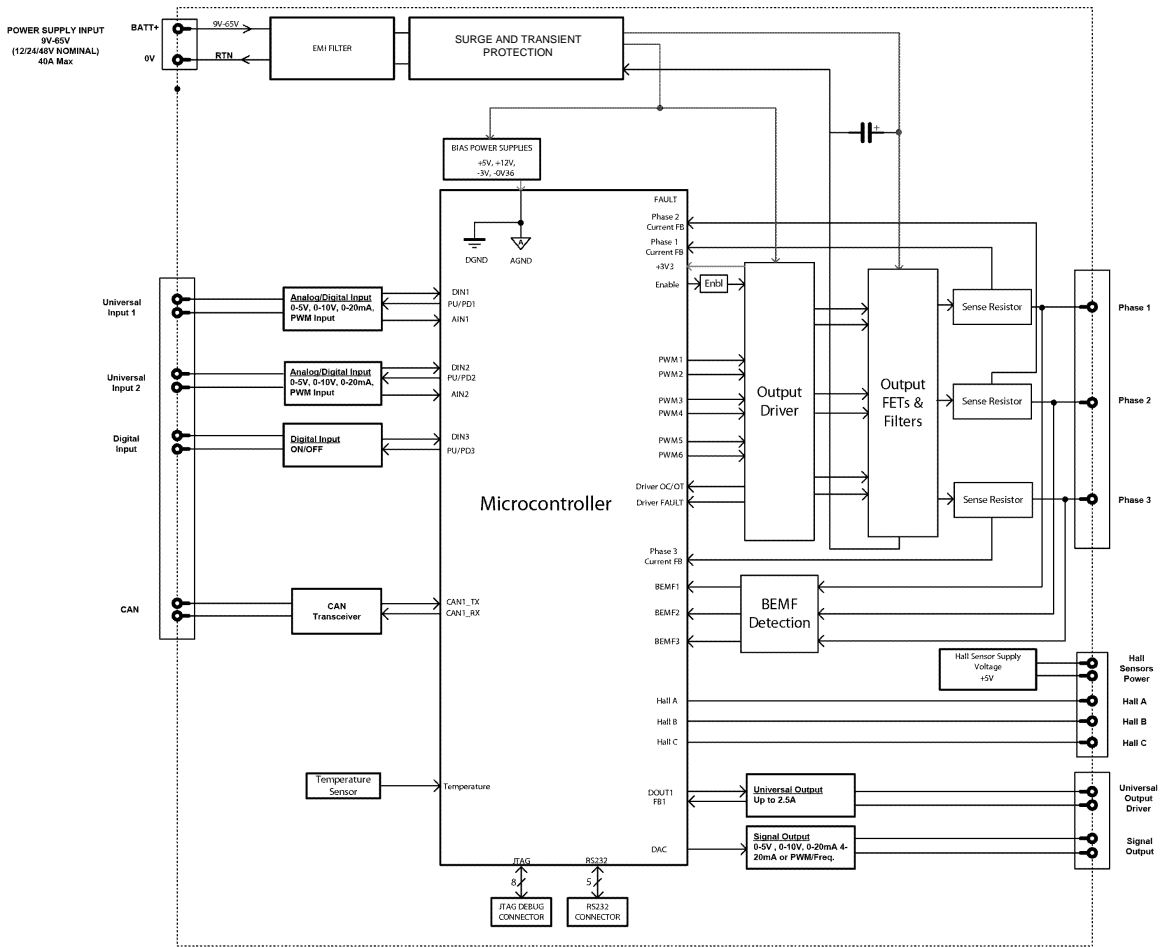 POWER SUPPLY INPUT
9V-65V
(12/24/48V NOMINAL)
40A Max
BATT+
0V
9V-65V
RTN
EMI FILTER
SURGE AND TRANSIENT
PROTECTION
+
BIAS POWER SUPPLIES
+5V, +12V,
-3V, -0V36
DGND
A
AGND
FAULT
Phase 2
Current FB
Phase 1
Current FB
+3V3
Enable
Enbl
Universal
Input 1
Analog/Digital Input
0-5V, 0-10V, 0-20mA,
PWM Input
DIN1
PU/PD1
AIN1
Universal
Input 2
Analog/Digital Input
0-5V, 0-10V, 0-20mA,
PWM Input
DIN2
PU/PD2
AIN2
Digital
Input
Digital Input
ON/OFF
DIN3
PU/PD3
Microcontroller
PWM1
PWM2
PWM3
PWM4
PWM5
PWM6
Driver OC/OT
Driver FAULT
Output
Driver
Output
FETs &
Filters
Sense Resistor
Phase 1
Sense Resistor
Phase 2
Sense Resistor
Phase 3
Phase 3
Current FB
BEMF1
BEMF2
BEMF3
BEMF
Detection
CAN
CAN
Transceiver
CAN1_TX
CAN1_RX
Hall Sensor Supply
Voltage
+5V
Hall
Sensors
Power
Hall A
Hall A
Hall B
Hall B
Hall C
Hall C
Temperature
Sensor
Temperature
DOUT1
FB1
Universal Output
Up to 2.5A
Universal
Output
Driver
DAC
Signal Output
0-5V , 0-10V, 0-20mA 4-
20mA or PWM/Freq.
Signal
Output
JTAG
RS232
8
5
JTAG DEBUG
CONNECTOR
RS232
CONNECTOR